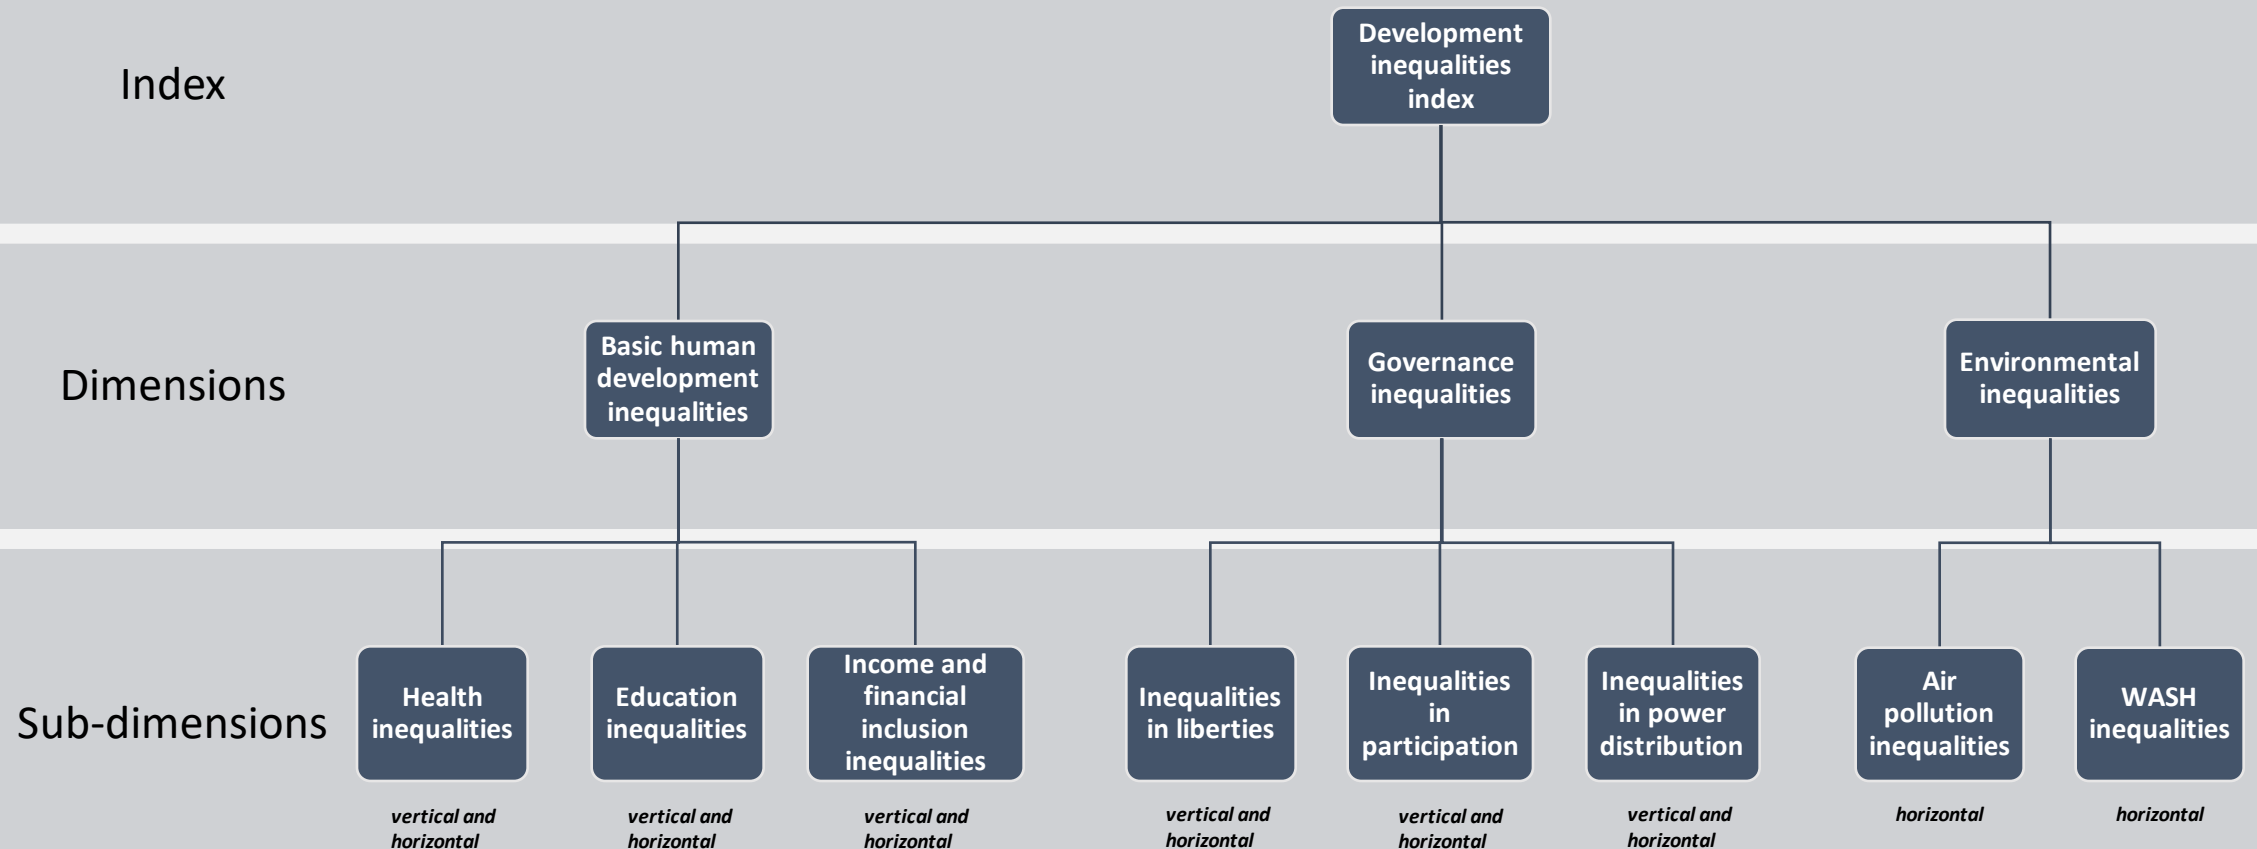 Index
Development
inequalities
index
Dimensions
Basic human
development
inequalities
Governance
inequalities
Environmental
inequalities
Sub-dimensions
Health
inequalities
Education
inequalities
Income and
financial
inclusion
inequalities
Inequalities
in liberties
Inequalities
in
participation
Inequalities
in power
distribution
Air
pollution
inequalities
WASH
inequalities
vertical and
horizontal
vertical and
horizontal
vertical and
horizontal
vertical and
horizontal
vertical and
horizontal
vertical and
horizontal
horizontal
horizontal